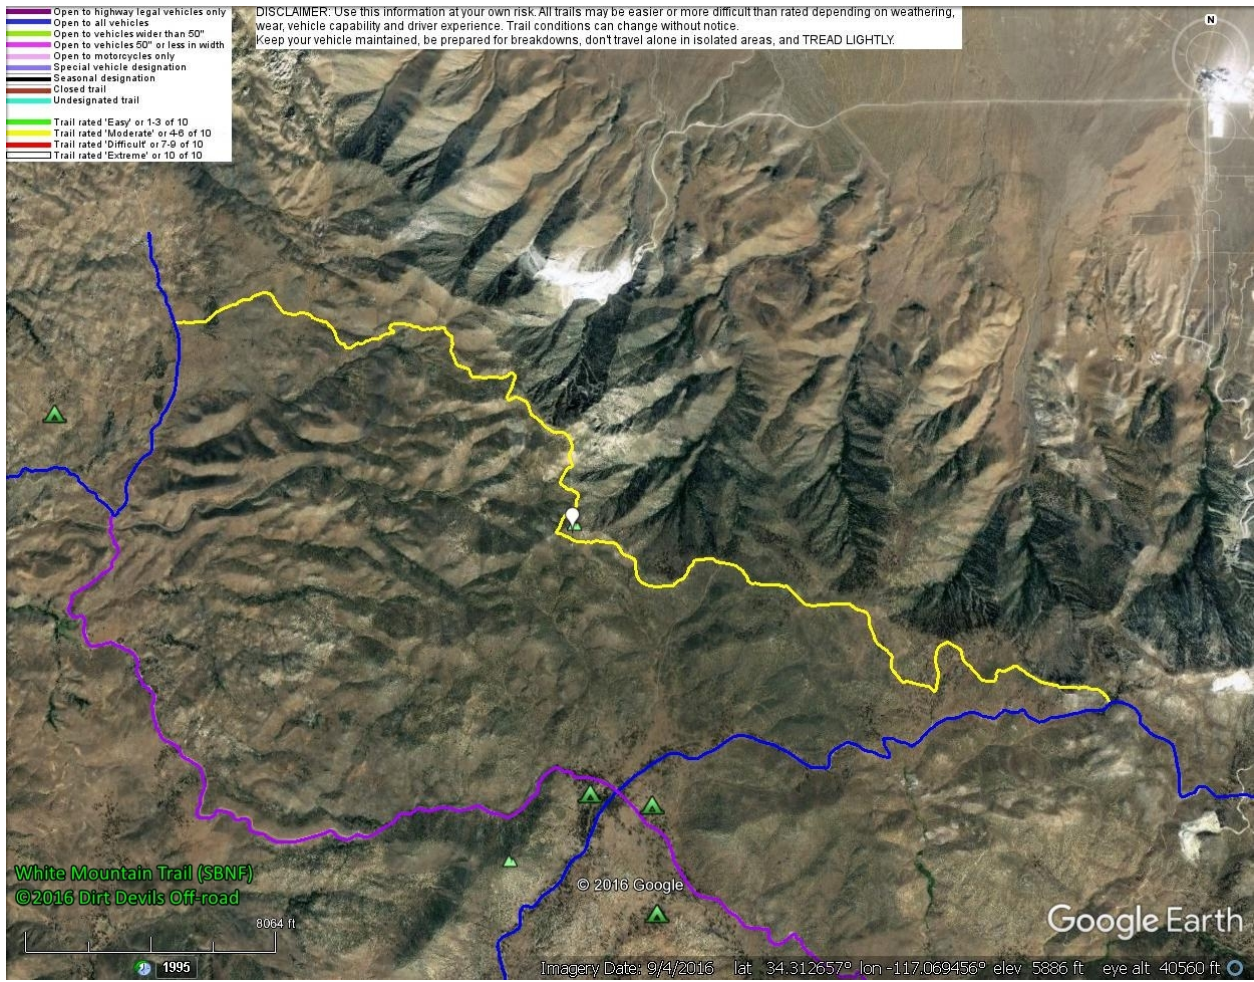 Open to highway legal vehicles only
Open to all vehicles
Open to vehicles wider than 50"
Open to vehicles 50" or less in width
Open to motorcycles only
Special vehicle designation
Seasonal designation
Closed trail
Undesignated trail
Trail rated 'Easy' or 1-3 of 10
Trail rated 'Moderate' or 4-6 of 10
Trail rated 'Difficult' or 7-9 of 10
Trail rated 'Extreme' or 10 of 10
DISCLAIMER: Use this information at your own risk. All trails may be easier or more difficult than rated depending on weathering,
wear, vehicle capability and driver experience. Trail conditions can change without notice.
Keep your vehicle maintained, be prepared for breakdowns, don't travel alone in isolated areas, and TREAD LIGHTLY.
N
White Mountain Trail (SBNF)
©2016 Dirt Devils Off-road
© 2016 Google
Google Earth
8064 ft
1995
Imagery Date: 9/4/2016 lat 34.312657° lon -117.069456° elev 5886 ft eye alt 40560 ft